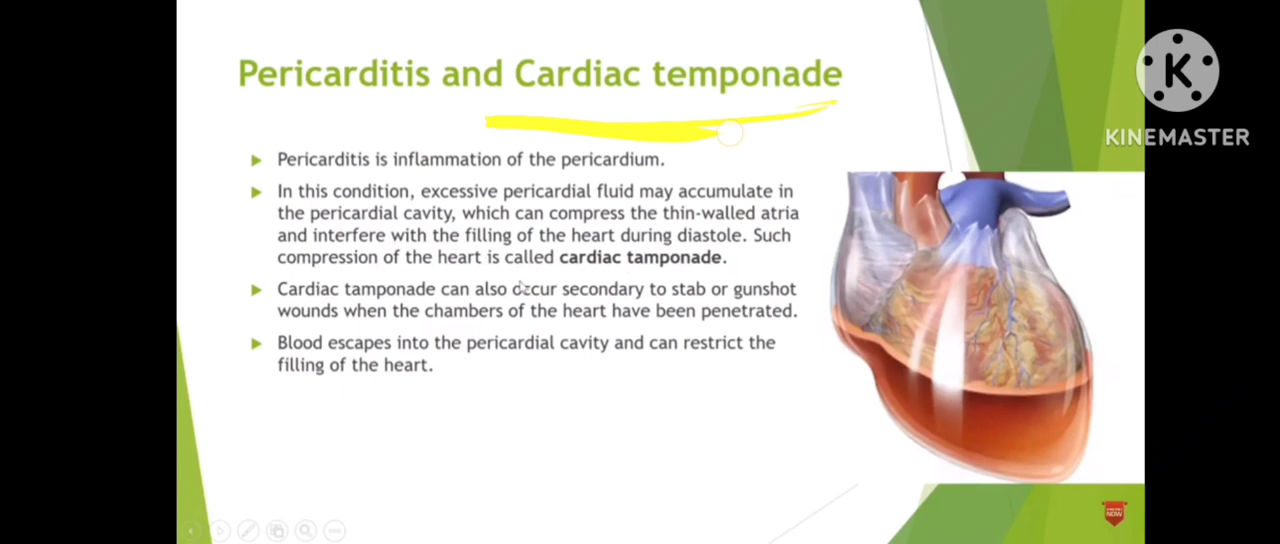 Pericarditis and Cardiac temponade
K
KINEMASTER
Pericarditis is inflammation of the pericardium.
In this condition, excessive pericardial fluid may accumulate in
the pericardial cavity, which can compress the thin-walled atria
and interfere with the filling of the heart during diastole. Such
compression of the heart is called cardiac tamponade.
Cardiac tamponade can also occur secondary to stab or gunshot
wounds when the chambers of the heart have been penetrated.
Blood escapes into the pericardial cavity and can restrict the
filling of the heart.
NOW